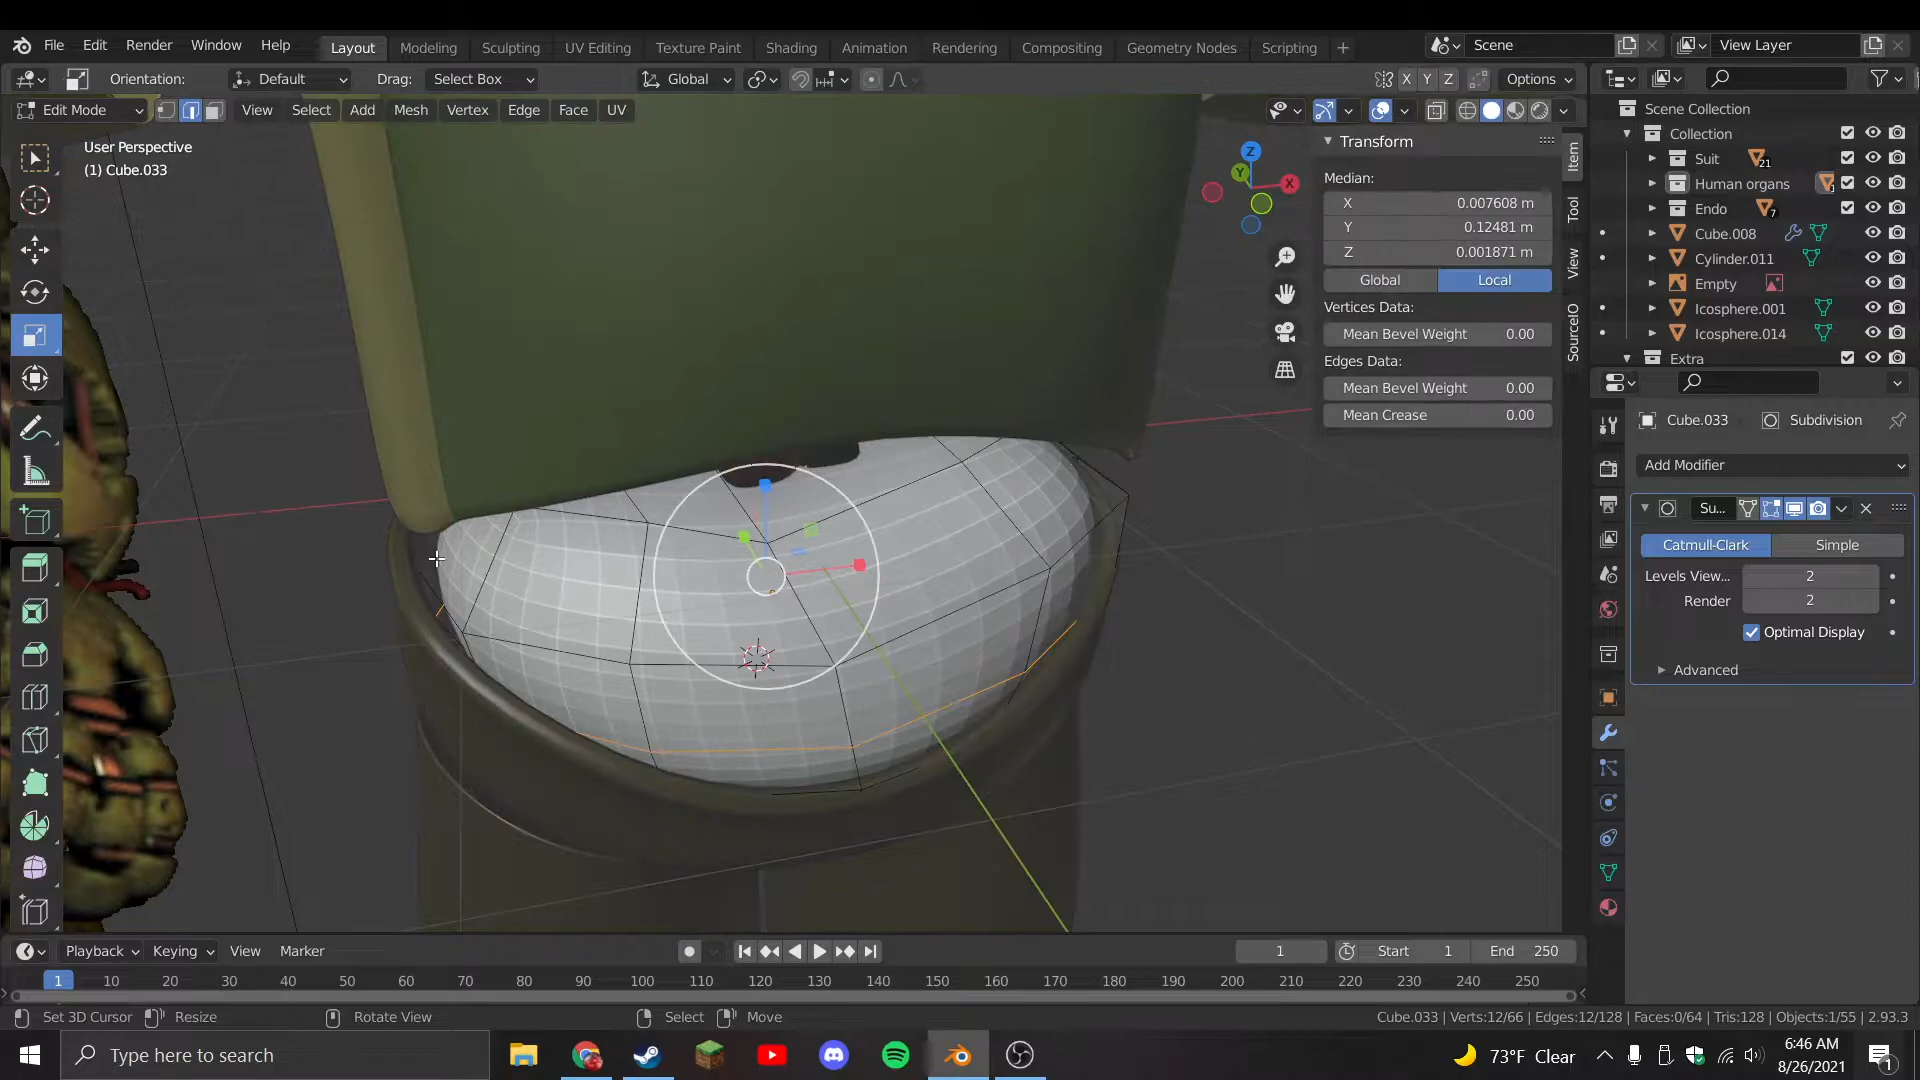 File Edit Render Window Help Layout Modeling Sculpting UV Editing Texture Paint Shading Animation Rendering Compositing Geometry Nodes Scripting + Scene View Layer
Orientation: Default Drag: Select Box Global X Y Z Options
Edit Mode View Select Add Mesh Vertex Edge Face UV
User Perspective
(1) Cube.033
Z
Y
X
Transform
Median:
X 0.007608 m
Y 0.12481 m
Z 0.001871 m
Global Local
Vertices Data:
Mean Bevel Weight 0.00
Edges Data:
Mean Bevel Weight 0.00
Mean Crease 0.00
Item
Tool
View
SourceIO
Scene Collection
Collection
Suit 21
Human organs
Endo 7
Cube.008
Cylinder.011
Empty
Icosphere.001
Icosphere.014
Extra
Cube.033 Subdivision
Add Modifier
Su...
Catmull-Clark Simple
Levels View... 2
Render 2
Optimal Display
Advanced
Playback Keying View Marker 1 Start 1 End 250
1 10 20 30 40 50 60 70 80 90 100 110 120 130 140 150 160 170 180 190 200 210 220 230 240 250
Set 3D Cursor Resize Rotate View Select Move Cube.033 | Verts:12/66 | Edges:12/128 | Faces:0/64 | Tris:128 | Objects:1/55 | 2.93.3
Type here to search 73°F Clear 6:46 AM
8/26/2021
1